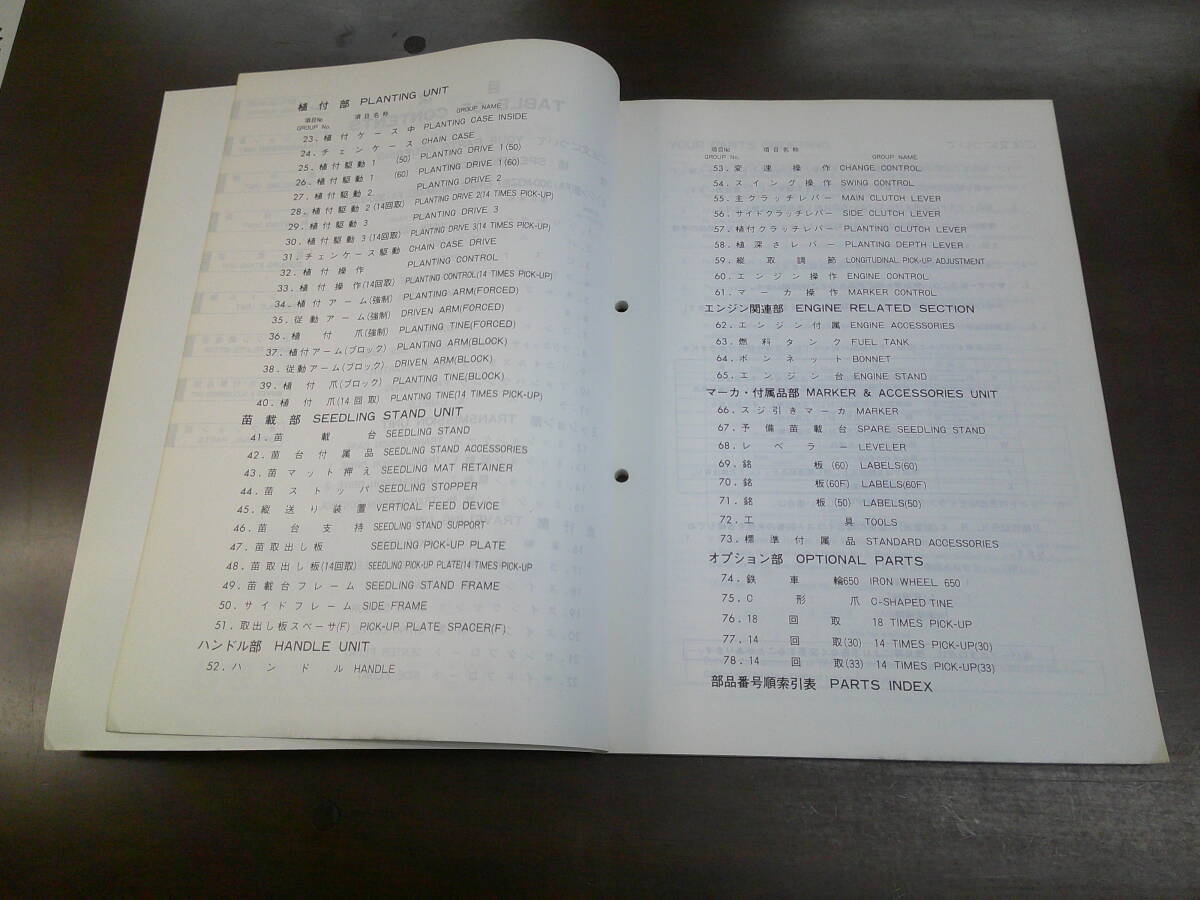 植付部 PLANTING UNIT
項目№ 項目名称
GROUP No. GROUP NAME
23. 植付ケース中 PLANTING CASE INSIDE
24. チェンケース CHAIN CASE
25. 植付駆動1 (50) PLANTING DRIVE 1(50)
26. 植付駆動1 (60) PLANTING DRIVE 1(60)
27. 植付駆動2 PLANTING DRIVE 2
28. 植付駆動2(14回取) PLANTING DRIVE 2(14 TIMES PICK-UP)
29. 植付駆動3 PLANTING DRIVE 3
30. 植付駆動3(14回取) PLANTING DRIVE 3(14 TIMES PICK-UP)
31. チェンケース駆動 CHAIN CASE DRIVE
32. 植付操作 PLANTING CONTROL
33. 植付操作(14回取) PLANTING CONTROL(14 TIMES PICK-UP)
34. 植付アーム(強制) PLANTING ARM(FORCED)
35. 従動アーム(強制) DRIVEN ARM(FORCED)
36. 植付爪(強制) PLANTING TINE(FORCED)
37. 植付アーム(ブロック) PLANTING ARM(BLOCK)
38. 従動アーム(ブロック) DRIVEN ARM(BLOCK)
39. 植付爪(ブロック) PLANTING TINE(BLOCK)
40. 植付爪(14回取) PLANTING TINE(14 TIMES PICK-UP)
苗載部 SEEDLING STAND UNIT
41. 苗載台 SEEDLING STAND
42. 苗台付属品 SEEDLING STAND ACCESSORIES
43. 苗マット押え SEEDLING MAT RETAINER
44. 苗ストッパ SEEDLING STOPPER
45. 縦送り装置 VERTICAL FEED DEVICE
46. 苗台支持 SEEDLING STAND SUPPORT
47. 苗取出し板 SEEDLING PICK-UP PLATE
48. 苗取出し板(14回取) SEEDLING PICK-UP PLATE/14 TIMES PICK-UP
49. 苗載台フレーム SEEDLING STAND FRAME
50. サイドフレーム SIDE FRAME
51. 取出し板スペーサ(F) PICK-UP PLATE SPACER(F)
ハンドル部 HANDLE UNIT
52. ハンドル HANDLE
項目№ 項目名称
GROUP No. GROUP NAME
53. 変速操作 CHANGE CONTROL
54. スイング操作 SWING CONTROL
55. 主クラッチレバー MAIN CLUTCH LEVER
56. サイドクラッチレバー SIDE CLUTCH LEVER
57. 植付クラッチレバー PLANTING CLUTCH LEVER
58. 植深さレバー PLANTING DEPTH LEVER
59. 縦取調節 LONGITUDINAL PICK-UP ADJUSTMENT
60. エンジン操作 ENGINE CONTROL
61. マーカ操作 MARKER CONTROL
エンジン関連部 ENGINE RELATED SECTION
62. エンジン付属 ENGINE ACCESSORIES
63. 燃料タンク FUEL TANK
64. ボンネット BONNET
65. エンジン台 ENGINE STAND
マーカ・付属品部 MARKER & ACCESSORIES UNIT
66. スジ引きマーカ MARKER
67. 予備苗載台 SPARE SEEDLING STAND
68. レベラー LEVELER
69. 銘板(60) LABELS(60)
70. 銘板(60F) LABELS(60F)
71. 銘板(50) LABELS(50)
72. 工具 TOOLS
73. 標準付属品 STANDARD ACCESSORIES
オプション部 OPTIONAL PARTS
74. 鉄車輪650 IRON WHEEL 650
75. C形爪 C-SHAPED TINE
76. 18回取 18 TIMES PICK-UP
77. 14回取(30) 14 TIMES PICK-UP(30)
78. 14回取(33) 14 TIMES PICK-UP(33)
部品番号順索引表 PARTS INDEX